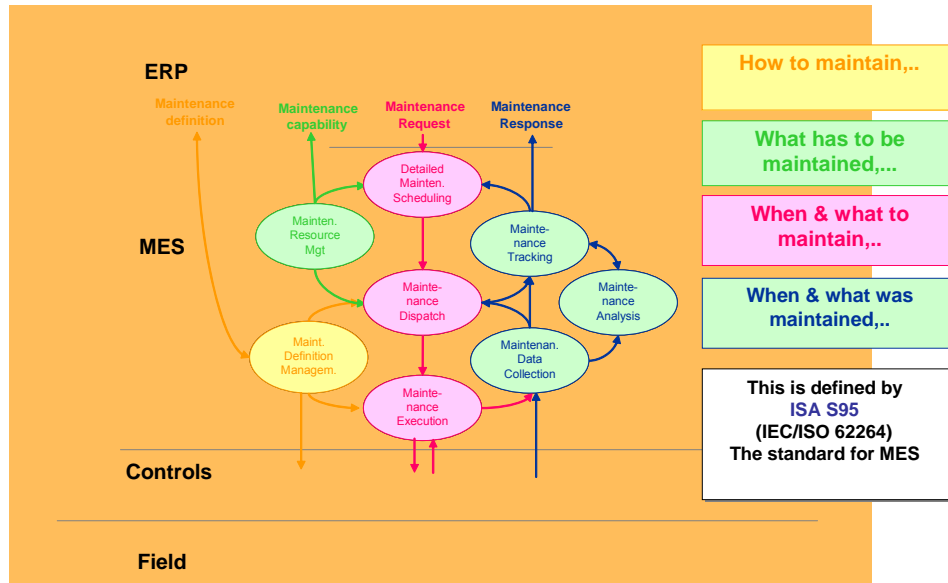 ERP
Maintenance
definition
Maintenance
capability
Maintenance
Request
Maintenance
Response
Detailed
Mainten.
Scheduling
Mainten.
Resource
Mgt
MES
Mainte-
nance
Tracking
Mainte-
nance
Dispatch
Mainte-
nance
Analysis
Maint.
Definition
Managem.
Maintenan.
Data
Collection
Mainte-
nance
Execution
Controls
Field
How to maintain,..
What has to be
maintained,...
When & what to
maintain,..
When & what was
maintained,..
This is defined by
ISA S95
(IEC/ISO 62264)
The standard for MES